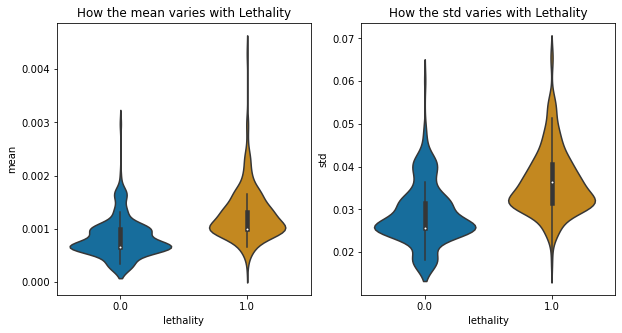 How the mean varies with Lethality
0.004
0.003
0.002
0.001
0.000
mean
0.0
1.0
lethality
How the std varies with Lethality
0.07
0.06
0.05
0.04
0.03
0.02
std
0.0
1.0
lethality